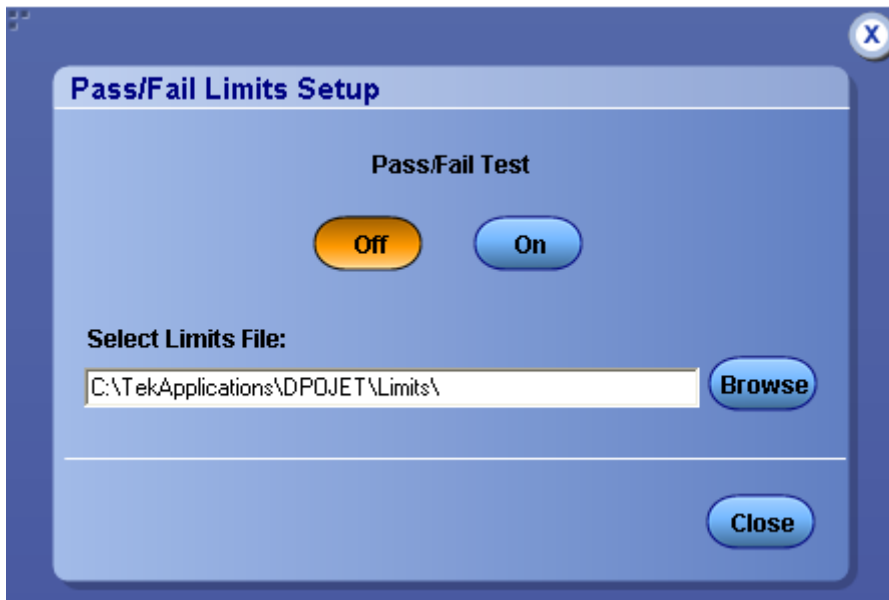 X
Pass/Fail Limits Setup
Pass/Fail Test
Off On
Select Limits File:
C:\TekApplications\DPOJET\Limits\ Browse
Close